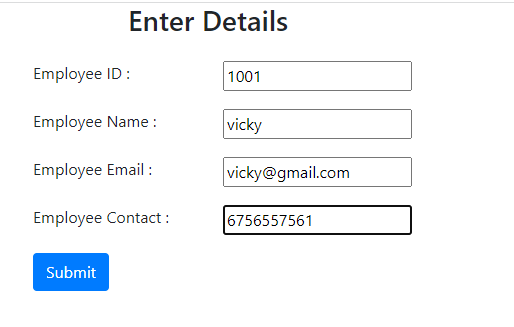 Enter Details
Employee ID : 1001
Employee Name : vicky
Employee Email : vicky@gmail.com
Employee Contact : 6756557561
Submit